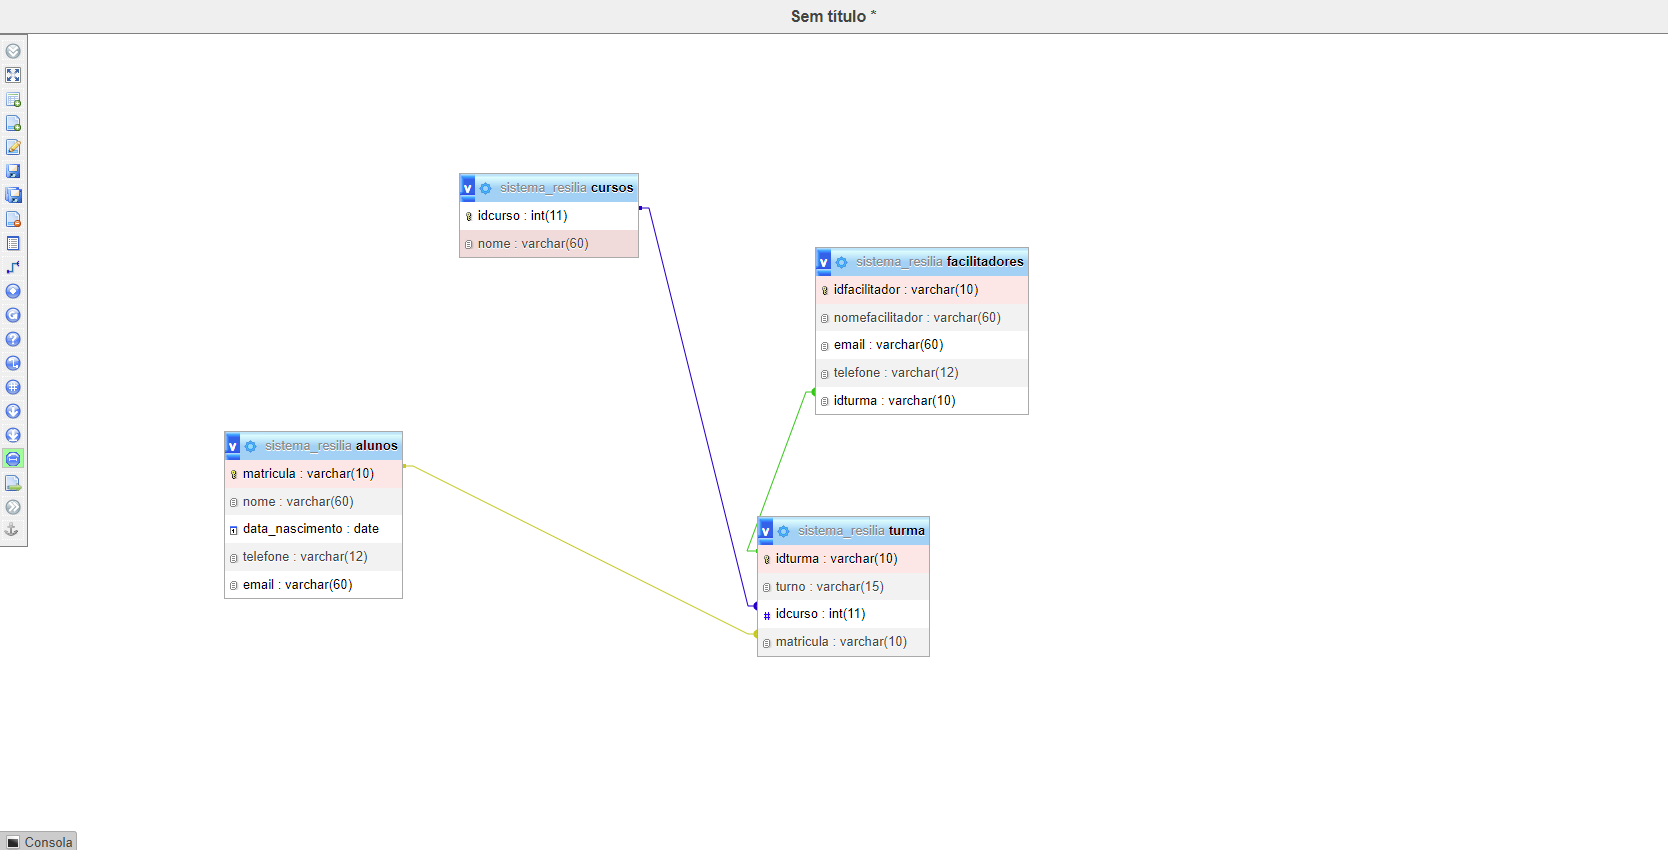 Sem título *
v sistema_resilia cursos
idcurso : int(11)
nome : varchar(60)
v sistema_resilia facilitadores
idfacilitador : varchar(10)
nomefacilitador : varchar(60)
email : varchar(60)
telefone : varchar(12)
idturma : varchar(10)
v sistema_resilia alunos
matricula : varchar(10)
nome : varchar(60)
data_nascimento : date
telefone : varchar(12)
email : varchar(60)
v sistema_resilia turma
idturma : varchar(10)
turno : varchar(15)
# idcurso : int(11)
matricula : varchar(10)
Consola